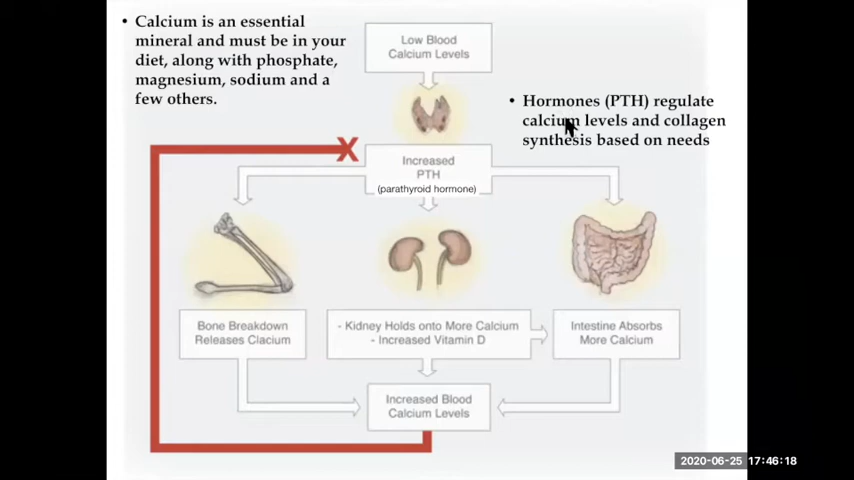 • Calcium is an essential
mineral and must be in your
diet, along with phosphate,
magnesium, sodium and a
few others.
Low Blood
Calcium Levels
• Hormones (PTH) regulate
calcium levels and collagen
synthesis based on needs
X
Increased
PTH
(parathyroid hormone)
Bone Breakdown
Releases Clacium
- Kidney Holds onto More Calcium
- Increased Vitamin D
Intestine Absorbs
More Calcium
Increased Blood
Calcium Levels
2020-06-25 17:46:18